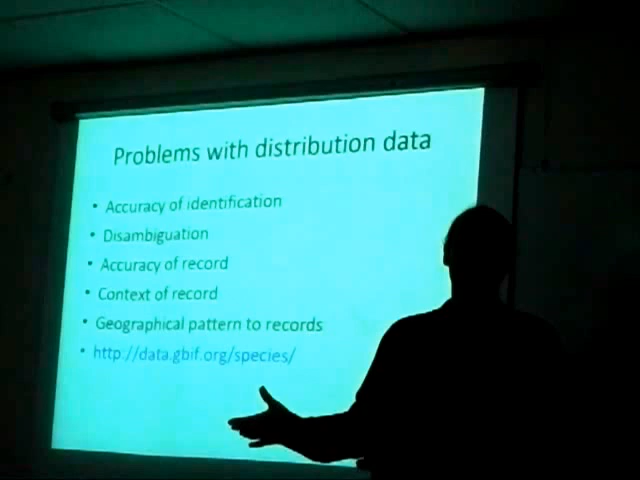 Problems with distribution data
• Accuracy of identification
• Disambiguation
• Accuracy of record
• Context of record
• Geographical pattern to records
• http://data.gbif.org/species/